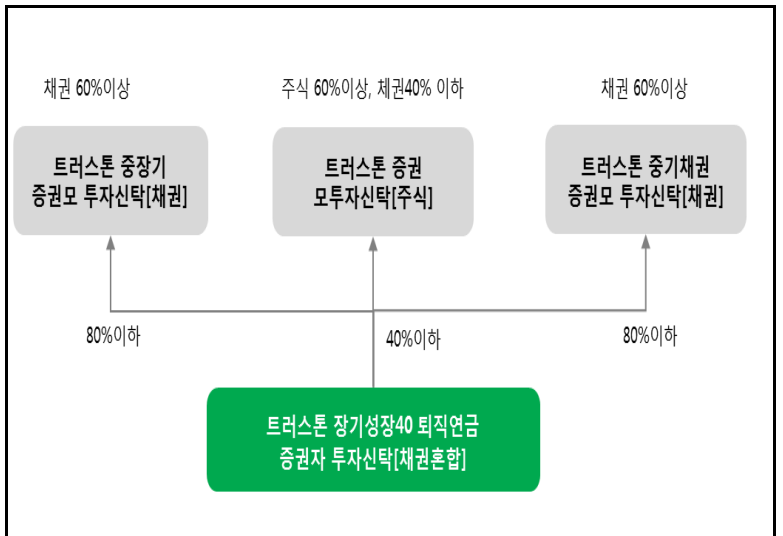 채권 60%이상
주식 60%이상, 체권40% 이하
채권 60%이상
트러스톤 중장기
증권모 투자신탁[채권]
트러스톤 증권
모투자신탁[주식]
트러스톤 중기채권
증권모 투자신탁[채권]
80%이하
40%이하
80%이하
트러스톤 장기성장40 퇴직연금
증권자 투자신탁[채권혼합]